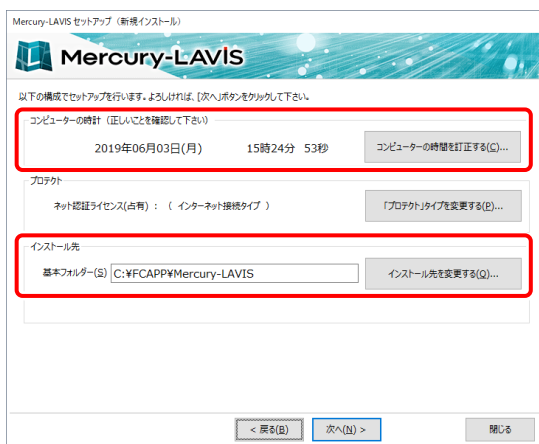 Mercury-LAVIS セットアップ（新規インストール）
Mercury-LAVIS
以下の構成でセットアップを行います。よろしければ、[次へ]ボタンをクリックして下さい。
コンピューターの時計（正しいことを確認して下さい）
2019年06月03日(月) 15時24分 53秒 コンピューターの時間を訂正する(C)...
プロテクト
ネット認証ライセンス(占有) : （ インターネット接続タイプ ） 「プロテクト」タイプを変更する(P)...
インストール先
基本フォルダー(S) C:¥FCAPP¥Mercury-LAVIS インストール先を変更する(Q)...
< 戻る(B) 次へ(N) > 閉じる